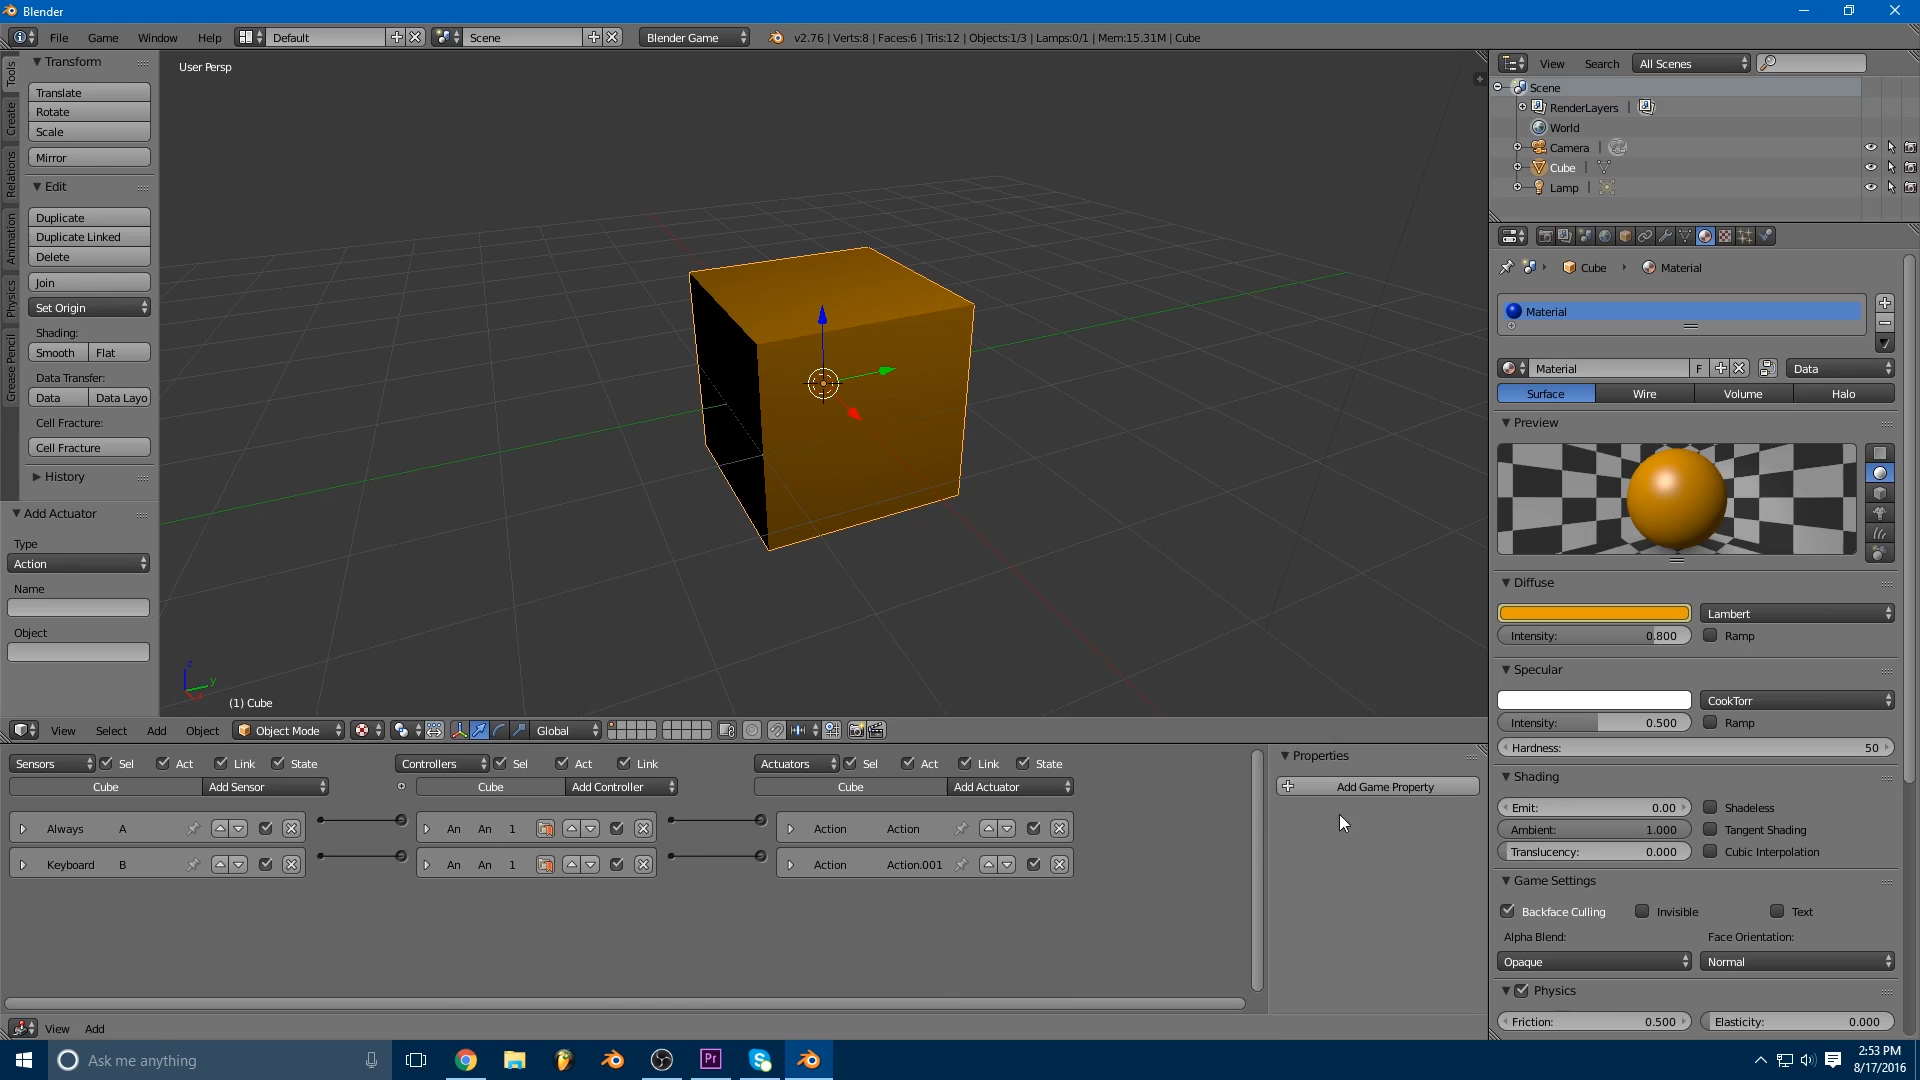 Blender
File Game Window Help Default Scene Blender Game v2.76 | Verts:8 | Faces:6 | Tris:12 | Objects:1/3 | Lamps:0/1 | Mem:15.31M | Cube
Tools
Create
Relations
Animation
Physics
Grease Pencil
Transform
Translate
Rotate
Scale
Mirror
Edit
Duplicate
Duplicate Linked
Delete
Join
Set Origin
Shading:
Smooth Flat
Data Transfer:
Data Data Layo
Cell Fracture:
Cell Fracture
History
Add Actuator
Type
Action
Name
Object
User Persp
z
y
(1) Cube
View Select Add Object Object Mode Global
Sensors Sel Act Link State Controllers Sel Act Link Actuators Sel Act Link State
Cube Add Sensor Cube Add Controller Cube Add Actuator
Always A An An 1 Action Action
Keyboard B An An 1 Action Action.001
View Add
Properties
Add Game Property
View Search All Scenes
Scene
RenderLayers
World
Camera
Cube
Lamp
Cube Material
Material
Material F Data
Surface Wire Volume Halo
Preview
Diffuse
Lambert
Intensity: 0.800 Ramp
Specular
CookTorr
Intensity: 0.500 Ramp
Hardness: 50
Shading
Emit: 0.00 Shadeless
Ambient: 1.000 Tangent Shading
Translucency: 0.000 Cubic Interpolation
Game Settings
Backface Culling Invisible Text
Alpha Blend: Face Orientation:
Opaque Normal
Physics
Friction: 0.500 Elasticity: 0.000
Ask me anything Pr 2:53 PM
8/17/2016